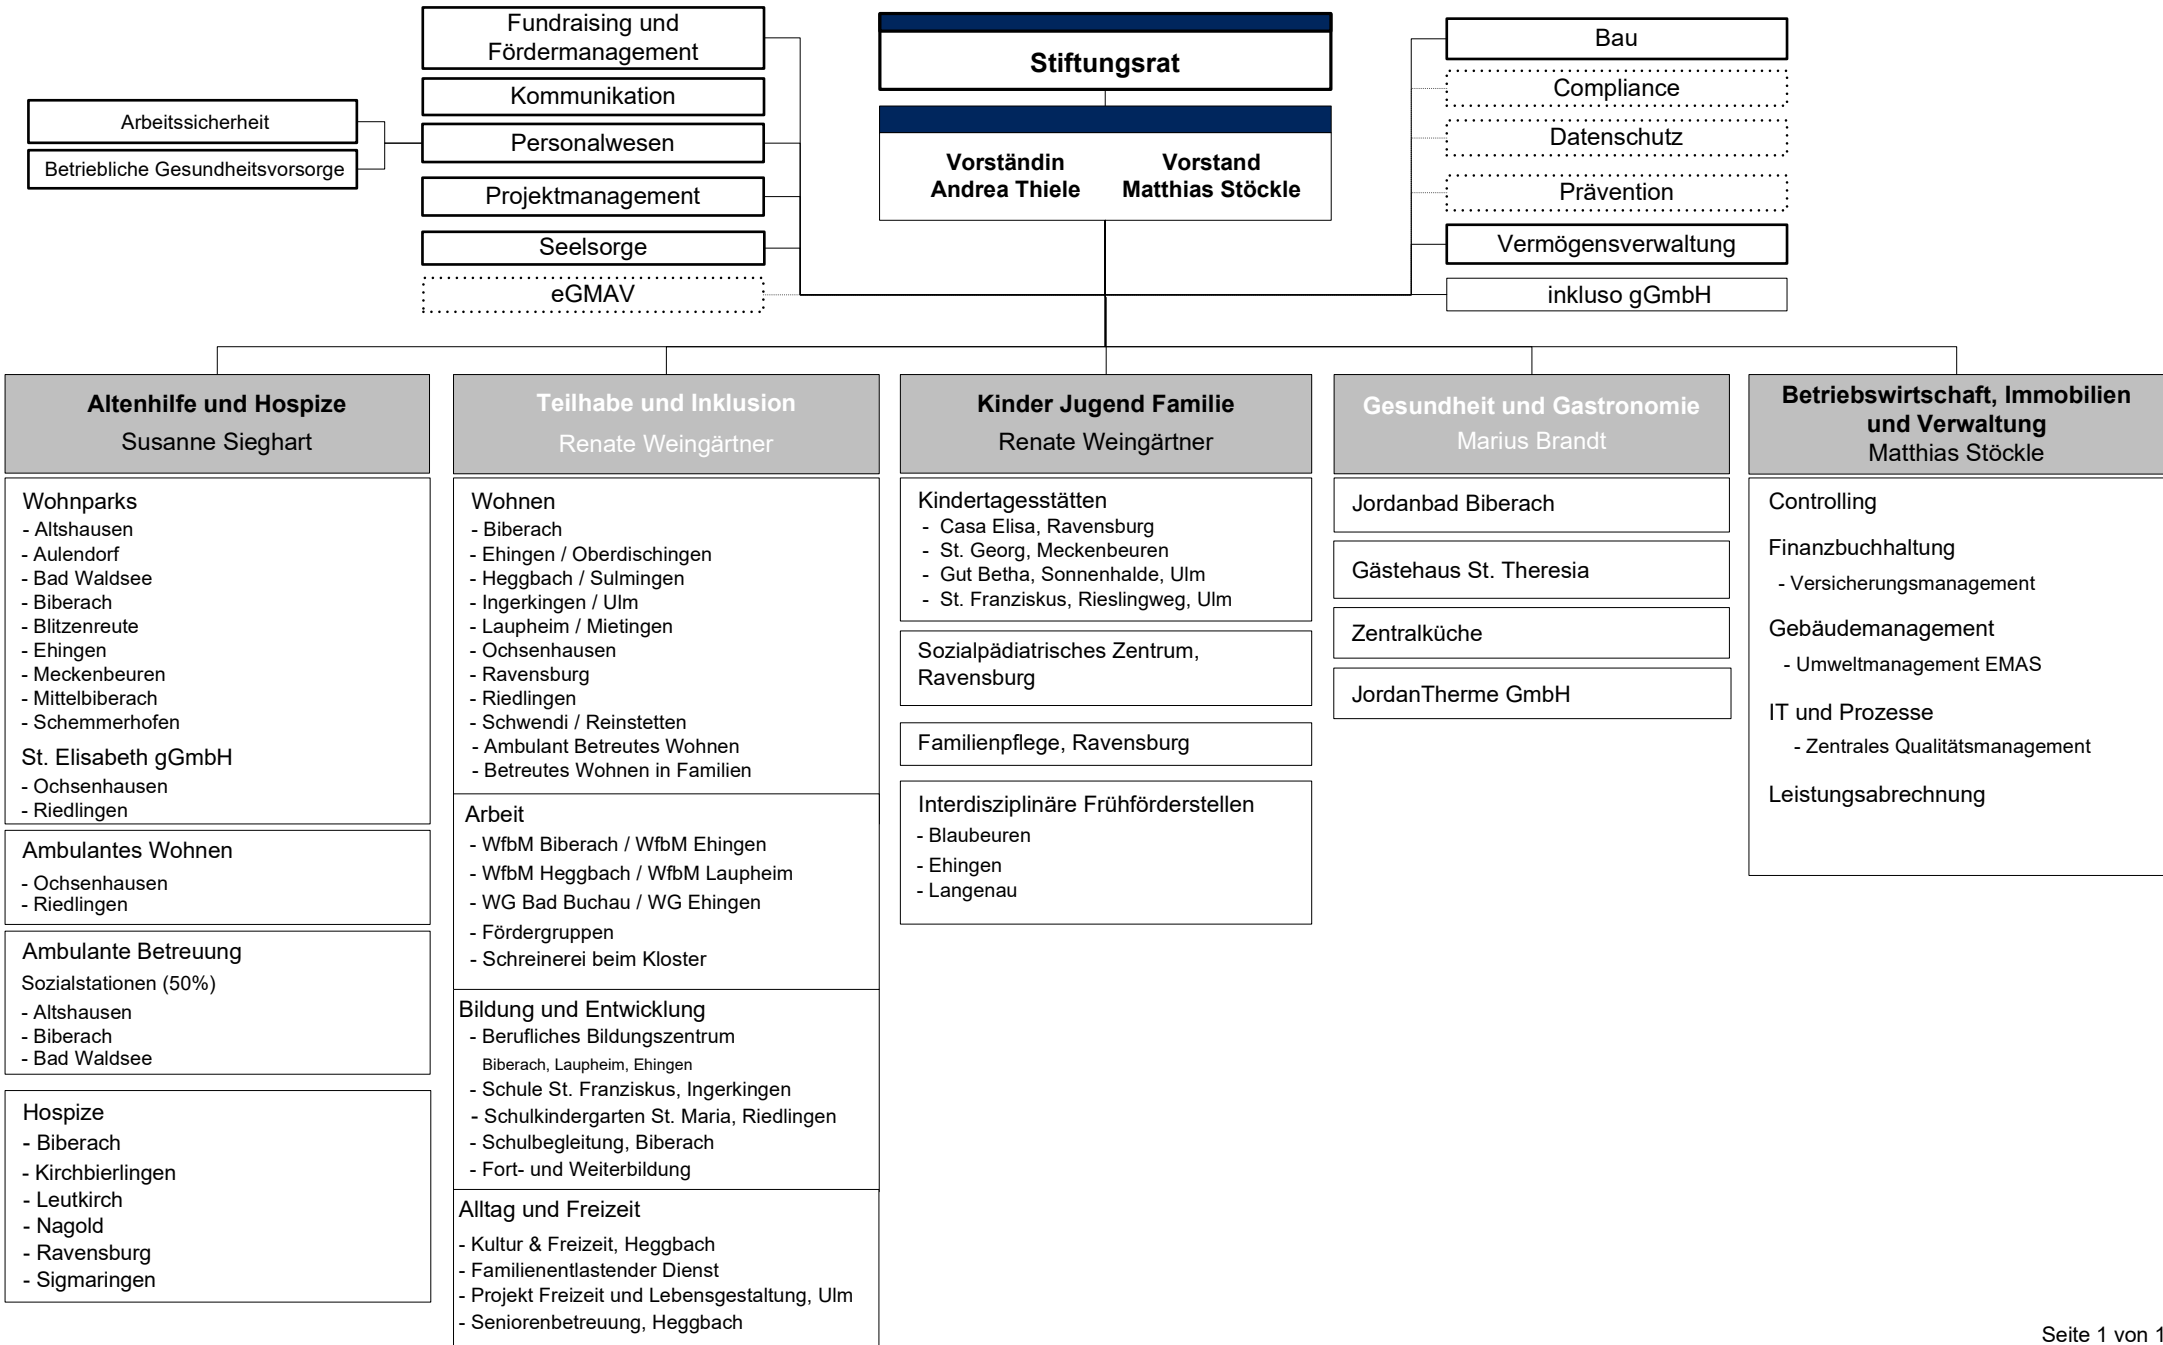 Fundraising und
Fördermanagement
Kommunikation
Arbeitssicherheit
Personalwesen
Betriebliche Gesundheitsvorsorge
Projektmanagement
Seelsorge
eGMAV
Stiftungsrat
Vorständin
Andrea Thiele
Vorstand
Matthias Stöckle
Bau
Compliance
Datenschutz
Prävention
Vermögensverwaltung
inkluso gGmbH
Altenhilfe und Hospize
Susanne Sieghart
Wohnparks
- Altshausen
- Aulendorf
- Bad Waldsee
- Biberach
- Blitzenreute
- Ehingen
- Meckenbeuren
- Mittelbiberach
- Schemmerhofen
St. Elisabeth gGmbH
- Ochsenhausen
- Riedlingen
Ambulantes Wohnen
- Ochsenhausen
- Riedlingen
Ambulante Betreuung
Sozialstationen (50%)
- Altshausen
- Biberach
- Bad Waldsee
Hospize
- Biberach
- Kirchbierlingen
- Leutkirch
- Nagold
- Ravensburg
- Sigmaringen
Teilhabe und Inklusion
Renate Weingärtner
Wohnen
- Biberach
- Ehingen / Oberdischingen
- Heggbach / Sulmingen
- Ingerkingen / Ulm
- Laupheim / Mietingen
- Ochsenhausen
- Ravensburg
- Riedlingen
- Schwendi / Reinstetten
- Ambulant Betreutes Wohnen
- Betreutes Wohnen in Familien
Arbeit
- WfbM Biberach / WfbM Ehingen
- WfbM Heggbach / WfbM Laupheim
- WG Bad Buchau / WG Ehingen
- Fördergruppen
- Schreinerei beim Kloster
Bildung und Entwicklung
- Berufliches Bildungszentrum
Biberach, Laupheim, Ehingen
- Schule St. Franziskus, Ingerkingen
- Schulkindergarten St. Maria, Riedlingen
- Schulbegleitung, Biberach
- Fort- und Weiterbildung
Alltag und Freizeit
- Kultur & Freizeit, Heggbach
- Familienentlastender Dienst
- Projekt Freizeit und Lebensgestaltung, Ulm
- Seniorenbetreuung, Heggbach
Kinder Jugend Familie
Renate Weingärtner
Kindertagesstätten
- Casa Elisa, Ravensburg
- St. Georg, Meckenbeuren
- Gut Betha, Sonnenhalde, Ulm
- St. Franziskus, Rieslingweg, Ulm
Sozialpädiatrisches Zentrum,
Ravensburg
Familienpflege, Ravensburg
Interdisziplinäre Frühförderstellen
- Blaubeuren
- Ehingen
- Langenau
Gesundheit und Gastronomie
Marius Brandt
Jordanbad Biberach
Gästehaus St. Theresia
Zentralküche
JordanTherme GmbH
Betriebswirtschaft, Immobilien
und Verwaltung
Matthias Stöckle
Controlling
Finanzbuchhaltung
- Versicherungsmanagement
Gebäudemanagement
- Umweltmanagement EMAS
IT und Prozesse
- Zentrales Qualitätsmanagement
Leistungsabrechnung
Seite 1 von 1